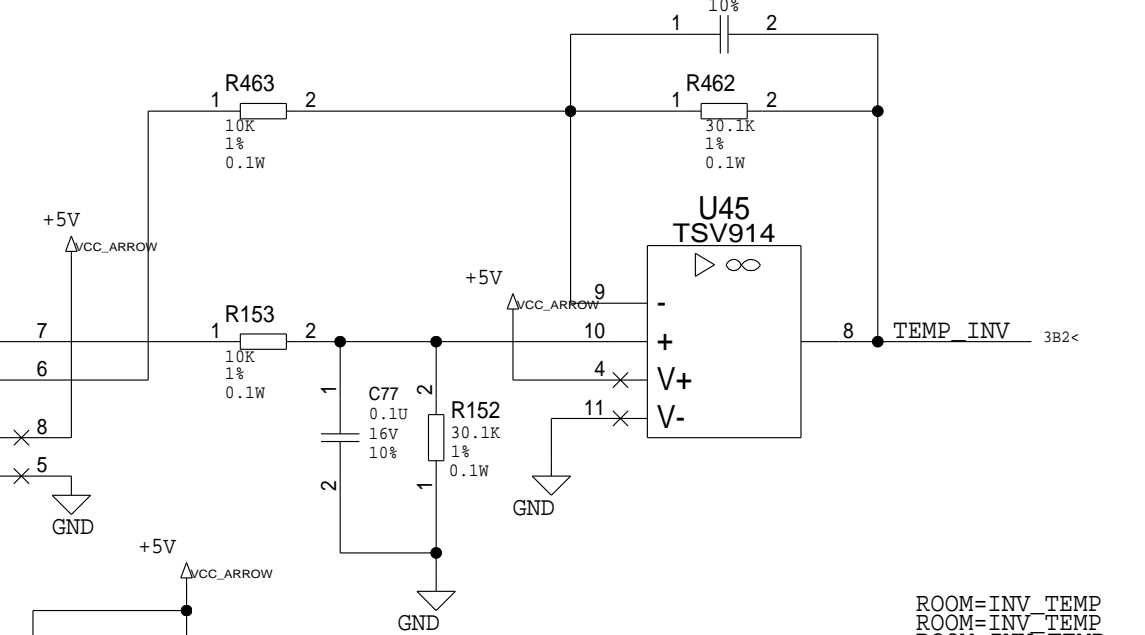 10%
1
2
R463
R462
1
2
1
2
10K
30.1K
1%
1%
0.1W
0.1W
U45
+5V
TSV914
VCC_ARROW
+5V
VCC_ARROW
9
-
R153
7
1
2
10
+
8
TEMP_INV
3B2<
10K
6
4
V+
1%
0.1W
1
C77
2
0.1U
R152
11
V-
16V
30.1K
8
10%
1%
5
0.1W
2
1
GND
GND
+5V
VCC_ARROW
GND
ROOM=INV_TEMP
ROOM=INV_TEMP